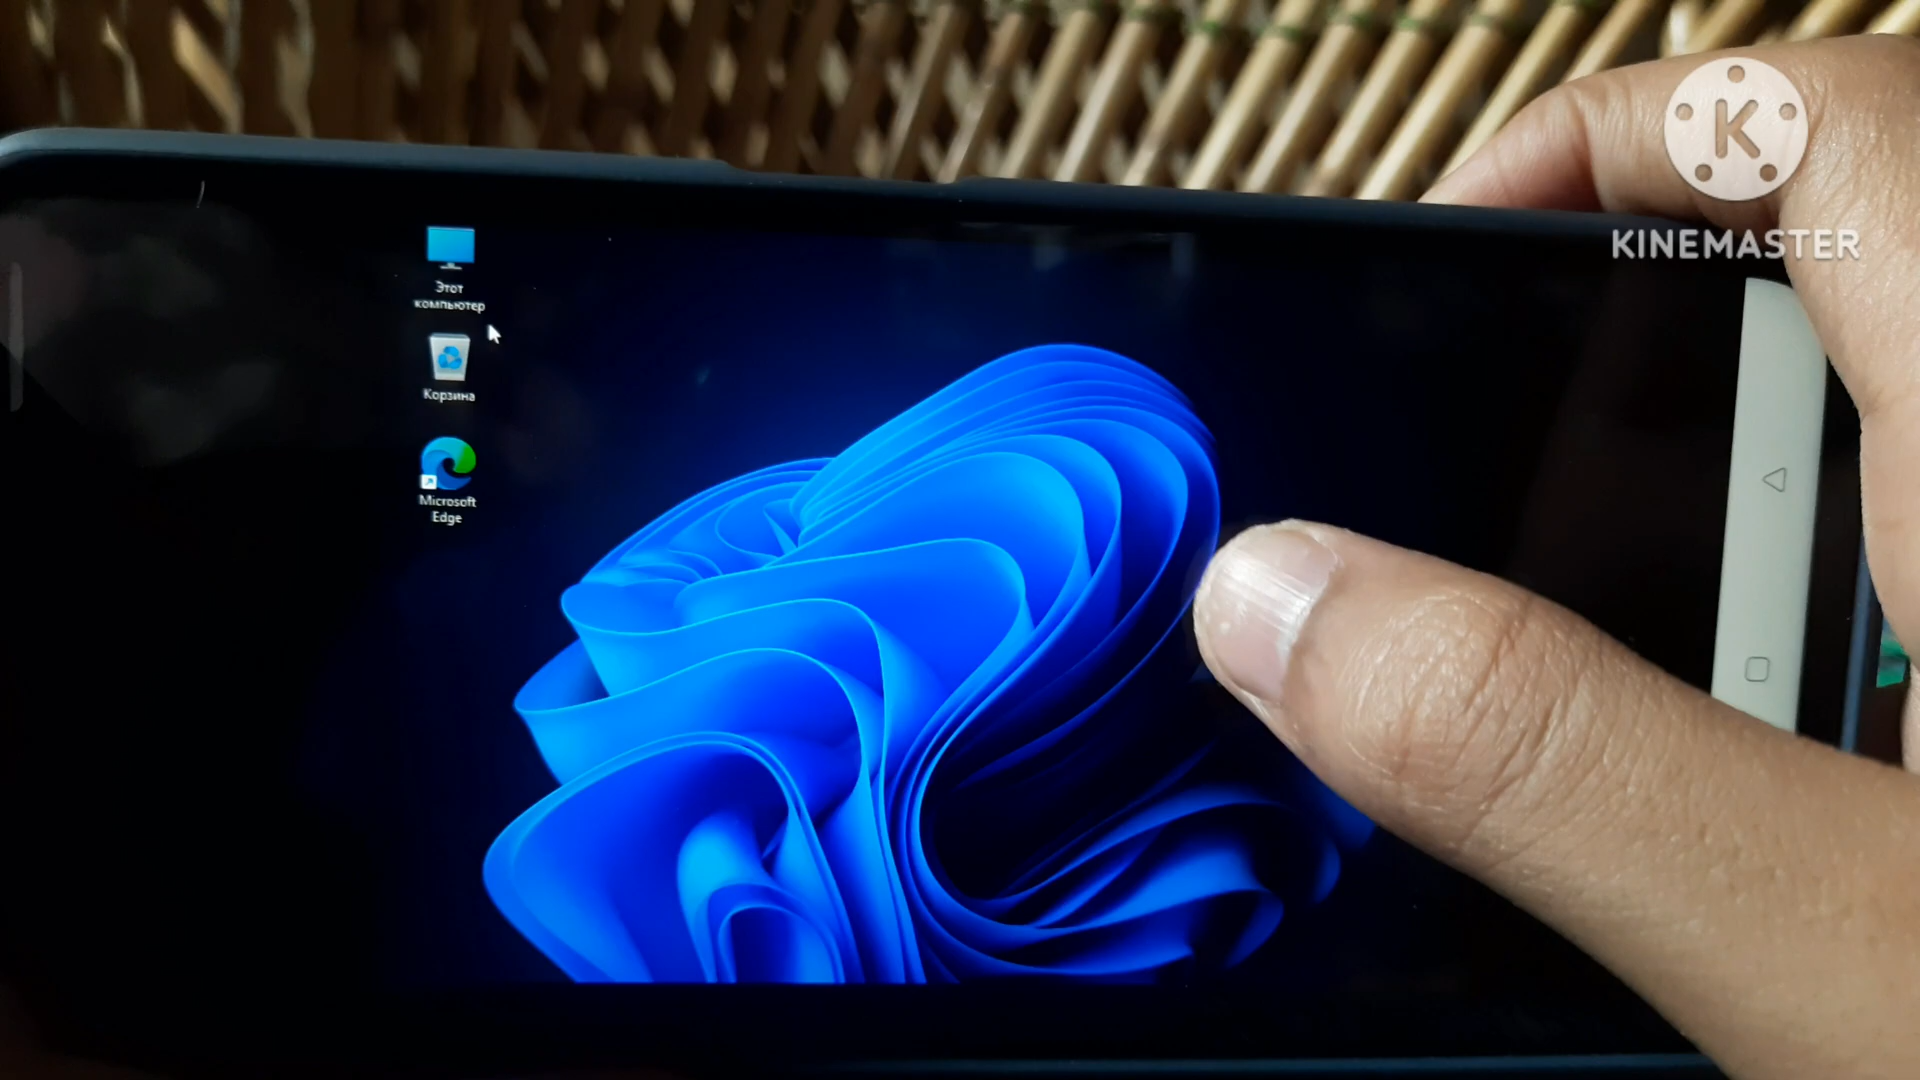 Этот
компьютер
Корзина
Microsoft
Edge
K
KINEMASTER